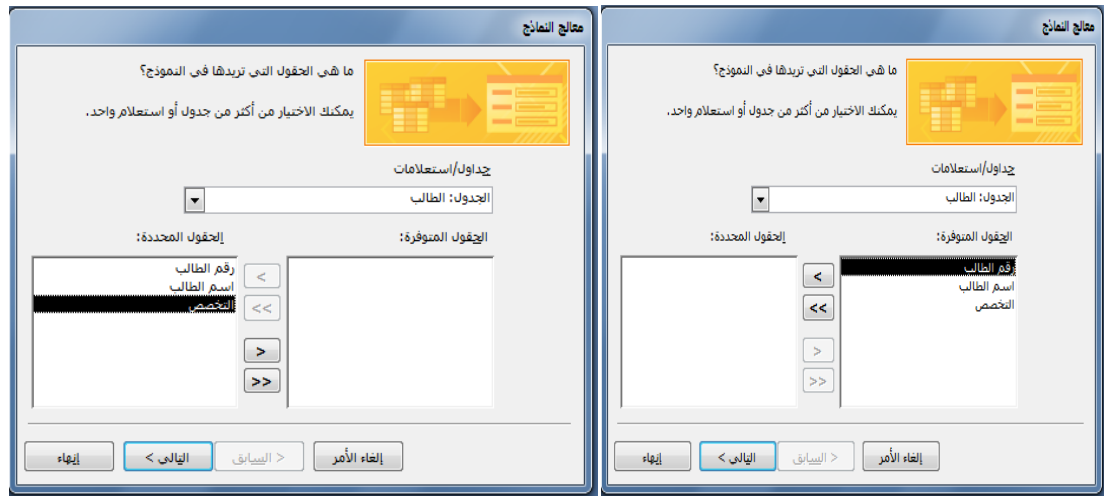 معالج النماذج
ما هي الحقول التي تريدها في النموذج؟
يمكنك الاختيار من أكثر من جدول أو استعلام واحد.
جداول/استعلامات
الجدول: الطالب
الحقول المتوفرة:
الحقول المحددة:
رقم الطالب
اسم الطالب
التخصص
<
<<
>
>>
إلغاء الأمر
< السابق
التالي >
إنهاء
معالج النماذج
ما هي الحقول التي تريدها في النموذج؟
يمكنك الاختيار من أكثر من جدول أو استعلام واحد.
جداول/استعلامات
الجدول: الطالب
الحقول المتوفرة:
الحقول المحددة:
رقم الطالب
اسم الطالب
التخصص
>
>>
<
<<
إلغاء الأمر
< السابق
التالي >
إنهاء